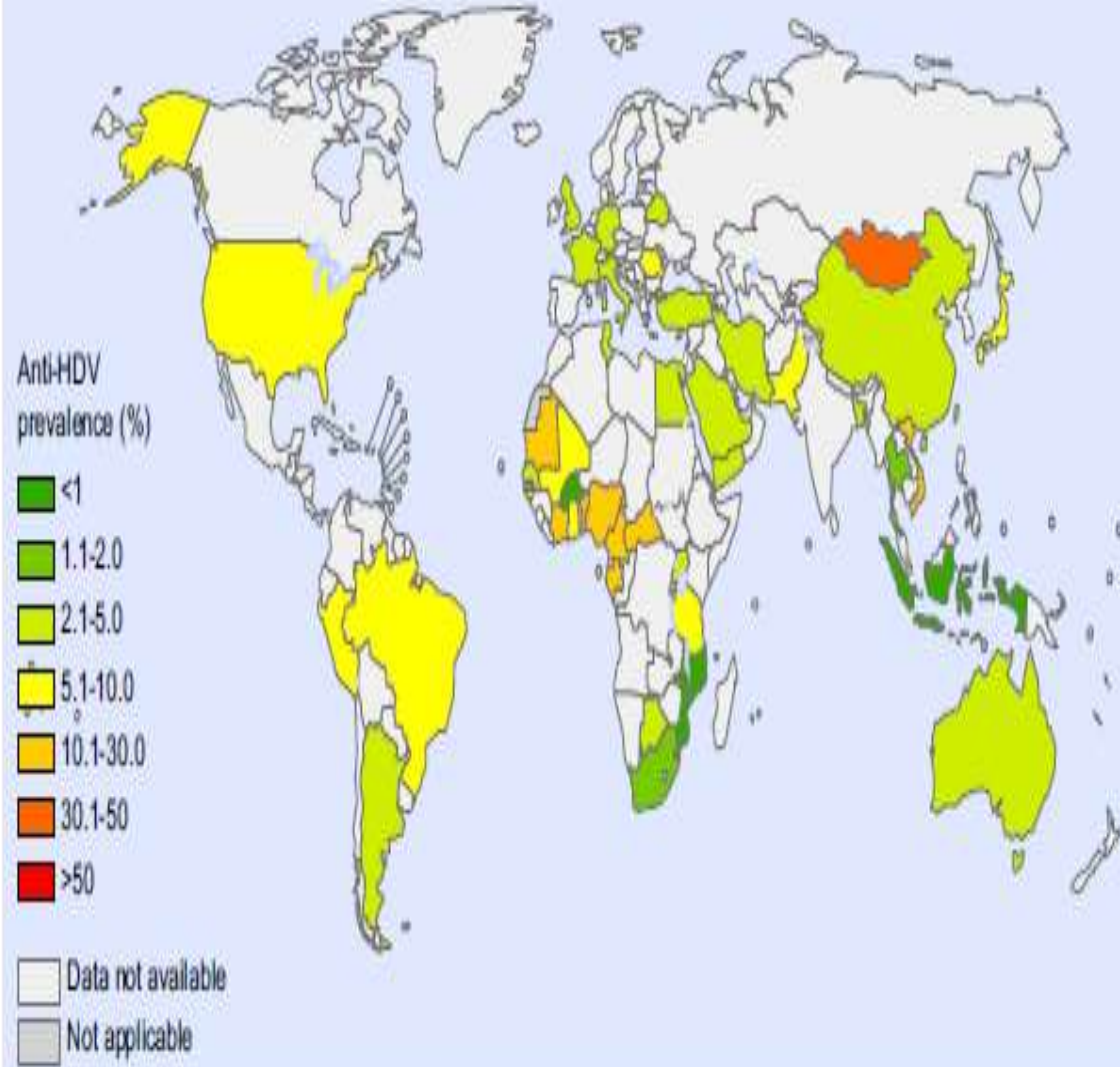 Anti-HDV
prevalence (%)
<1
1.1-2.0
2.1-5.0
5.1-10.0
10.1-30.0
30.1-50
>50
Data not available
Not applicable